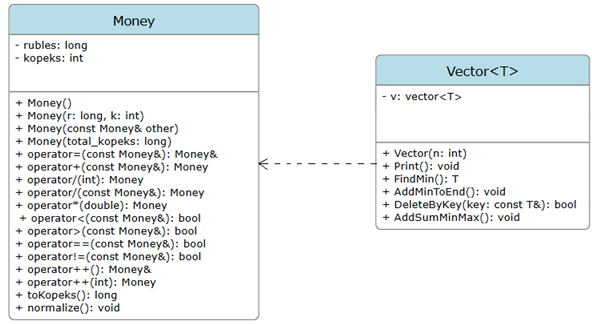 Money
- rubles: long
- kopeks: int
+ Money()
+ Money(r: long, k: int)
+ Money(const Money& other)
+ Money(total_kopeks: long)
+ operator=(const Money&): Money&
+ operator+(const Money&): Money
+ operator/(int): Money
+ operator/(const Money&): Money
+ operator*(double): Money
+ operator<(const Money&): bool
+ operator>(const Money&): bool
+ operator==(const Money&): bool
+ operator!=(const Money&): bool
+ operator++(): Money&
+ operator++(int): Money
+ toKopeks(): long
+ normalize(): void
Vector<T>
- v: vector<T>
+ Vector(n: int)
+ Print(): void
+ FindMin(): T
+ AddMinToEnd(): void
+ DeleteByKey(key: const T&): bool
+ AddSumMinMax(): void